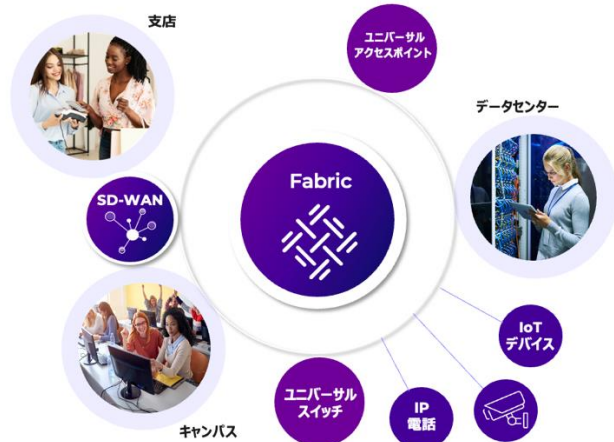 支店
ユニバーサル
アクセスポイント
データセンター
Fabric
SD-WAN
IoT
デバイス
ユニバーサル
スイッチ
IP
電話
キャンパス